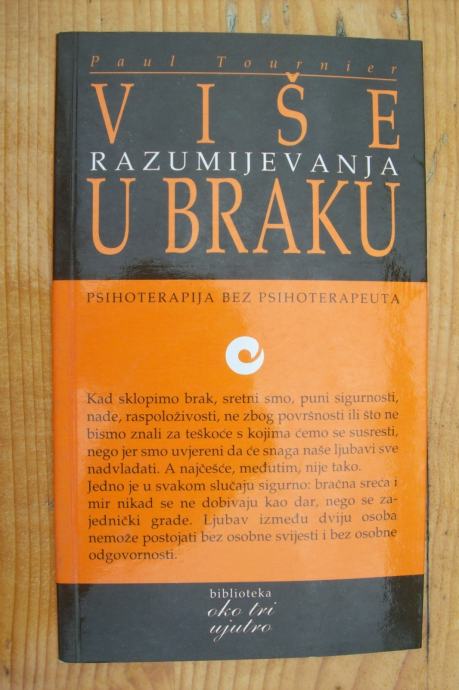 Paul Tournier
VIŠE
RAZUMIJEVANJA
U BRAKU
PSIHOTERAPIJA BEZ PSIHOTERAPEUTA
Kad sklopimo brak, sretni smo, puni sigurnosti,
nade, raspoloživosti, ne zbog površnosti ili što ne
bismo znali za teškoće s kojima ćemo se susresti,
nego jer smo uvjereni da će snaga naše ljubavi sve
nadvladati. A najčešće, međutim, nije tako.
Jedno je u svakom slučaju sigurno: bračna sreća i
mir nikad se ne dobivaju kao dar, nego se za-
jednički grade. Ljubav između dviju osoba
nemože postojati bez osobne svijesti i bez osobne
odgovornosti.
biblioteka
oko tri
ujutro